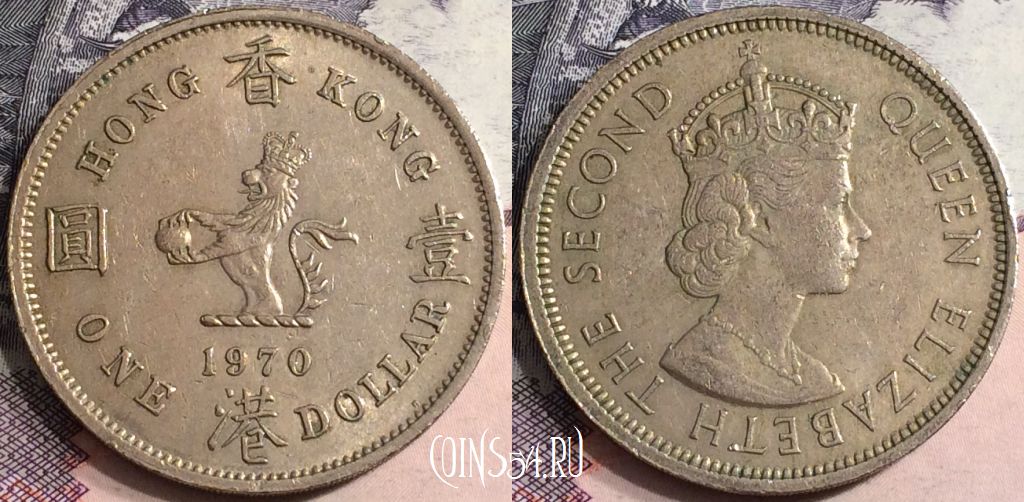 HONG KONG
香港
壹圓
ONE DOLLAR
1970
QUEEN ELIZABETH THE SECOND
COINS54.RU